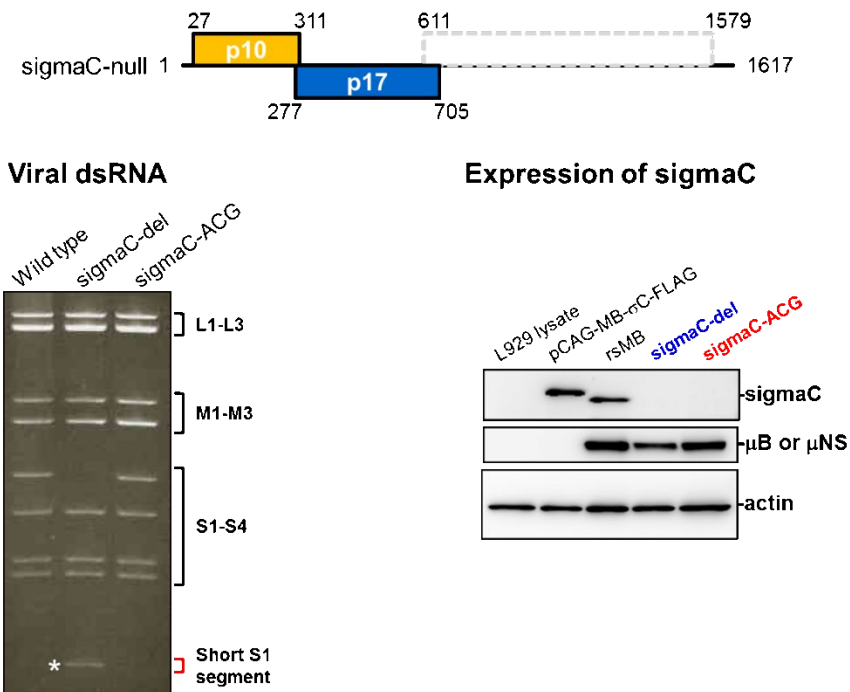 27 311 611 1579
p10
sigmaC-null 1 1617
p17
277 705
Viral dsRNA
Expression of sigmaC
Wild type
sigmaC-del
sigmaC-ACG
L1-L3
M1-M3
S1-S4
*
Short S1
segment
L929 lysate
pCAG-MB-σC-FLAG
rsMB
sigmaC-del
sigmaC-ACG
-sigmaC
-μB or μNS
-actin